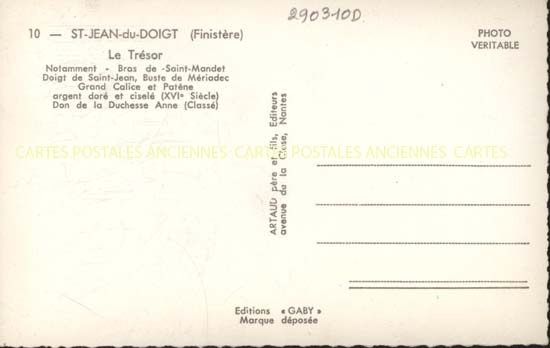 2903-10D
10 — ST-JEAN-du-DOIGT (Finistère)
Le Trésor
Notamment - Bras de -Saint-Mandet
Doigt de Saint-Jean, Buste de Mériadec
Grand Calice et Patène
argent doré et ciselé (XVIe Siècle)
Don de la Duchesse Anne (Classé)
PHOTO
VERITABLE
ARTAUD père et fils, Editeurs
avenue de la Close, Nantes
CARTES POSTALES ANCIENNES CARTES POSTALES ANCIENNES CARTES
Editions « GABY »
Marque déposée